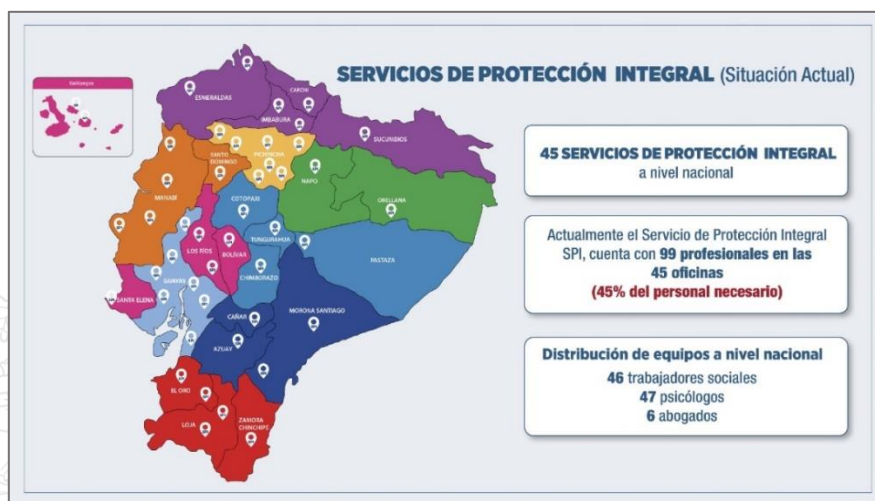 SERVICIOS DE PROTECCIÓN INTEGRAL (Situación Actual)
45 SERVICIOS DE PROTECCIÓN INTEGRAL
a nivel nacional
Actualmente el Servicio de Protección Integral
SPI, cuenta con 99 profesionales en las
45 oficinas
(45% del personal necesario)
Distribución de equipos a nivel nacional
46 trabajadores sociales
47 psicólogos
6 abogados
ESMERALDAS
CARCHI
IMBABURA
SUCUMBIOS
SANTO
DOMINGO
PICHINCHA
MANABÍ
NAPO
ORELLANA
COTOPAXI
TUNGURAHUA
LOS RÍOS
BOLÍVAR
PASTAZA
CHIMBORAZO
GUAYAS
SANTA ELENA
CAÑAR
MORONA SANTIAGO
AZUAY
EL ORO
LOJA
ZAMORA
CHINCHIPE